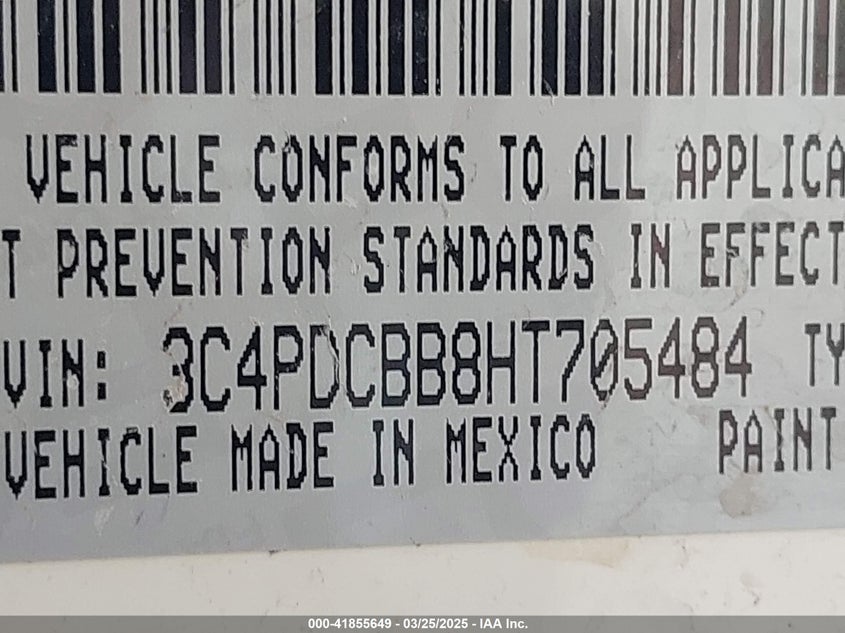 VEHICLE CONFORMS TO ALL APPLICA
T PREVENTION STANDARDS IN EFFECT
VIN: 3C4PDCBB8HT705484 TY
VEHICLE MADE IN MEXICO PAINT
000-41855649 - 03/25/2025 - IAA Inc.